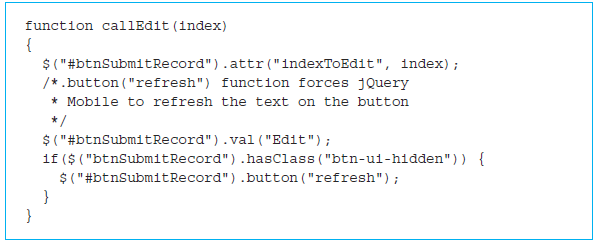 function callEdit(index)
{
  $("#btnSubmitRecord").attr("indexToEdit", index);
  /*.button("refresh") function forces jQuery
   * Mobile to refresh the text on the button
   */
  $("#btnSubmitRecord").val("Edit");
  if($("btnSubmitRecord").hasClass("btn-ui-hidden")) {
    $("#btnSubmitRecord").button("refresh");
  }
}